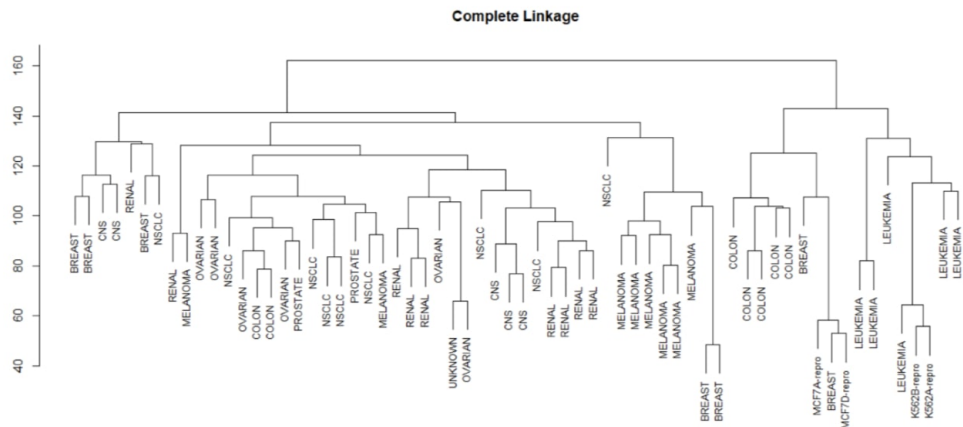 Complete Linkage
160
140
120
100
80
60
40
BREAST
BREAST
CNS
CNS
RENAL
BREAST
NSCLC
RENAL
MELANOMA
OVARIAN
OVARIAN
NSCLC
OVARIAN
COLON
COLON
OVARIAN
PROSTATE
NSCLC
NSCLC
NSCLC
PROSTATE
NSCLC
MELANOMA
RENAL
RENAL
RENAL
OVARIAN
UNKNOWN
OVARIAN
NSCLC
CNS
CNS
CNS
NSCLC
RENAL
RENAL
RENAL
RENAL
NSCLC
MELANOMA
MELANOMA
MELANOMA
MELANOMA
MELANOMA
MELANOMA
BREAST
BREAST
COLON
COLON
COLON
COLON
COLON
BREAST
MCF7A-repro
BREAST
MCF7D-repro
LEUKEMIA
LEUKEMIA
LEUKEMIA
LEUKEMIA
K562B-repro
K562A-repro
LEUKEMIA
LEUKEMIA